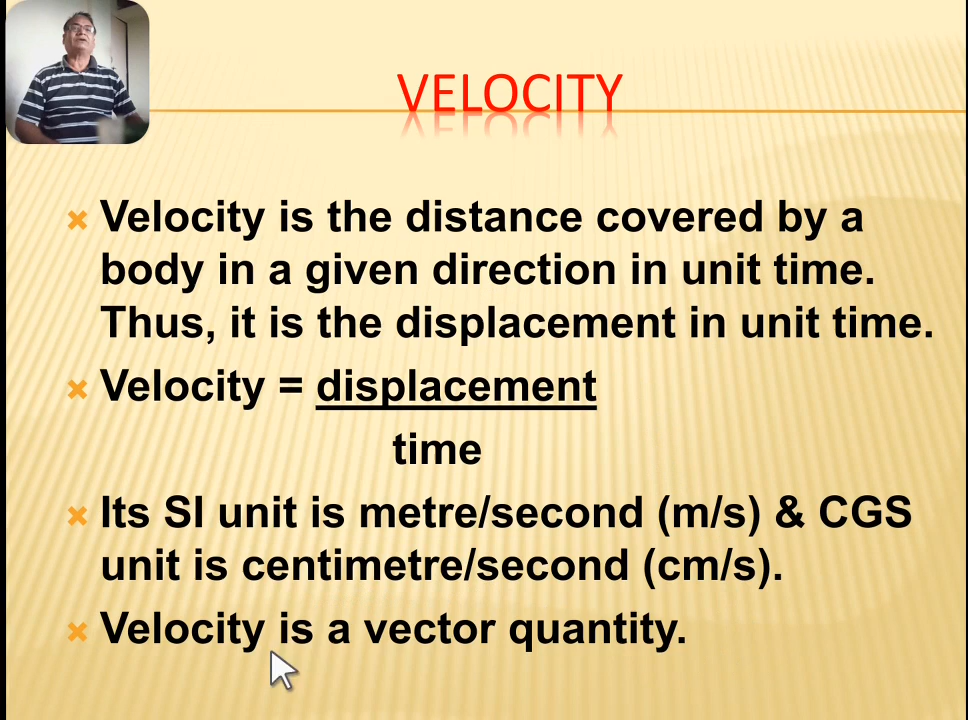 VELOCITY
Velocity is the distance covered by a
body in a given direction in unit time.
Thus, it is the displacement in unit time.
Velocity = displacement
time
Its SI unit is metre/second (m/s) & CGS
unit is centimetre/second (cm/s).
Velocity is a vector quantity.